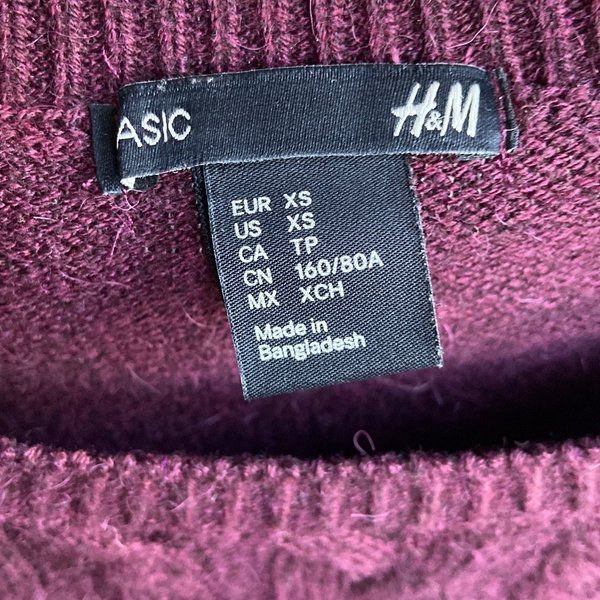 ASIC H&M
EUR XS
US XS
CA TP
CN 160/80A
MX XCH
Made in
Bangladesh